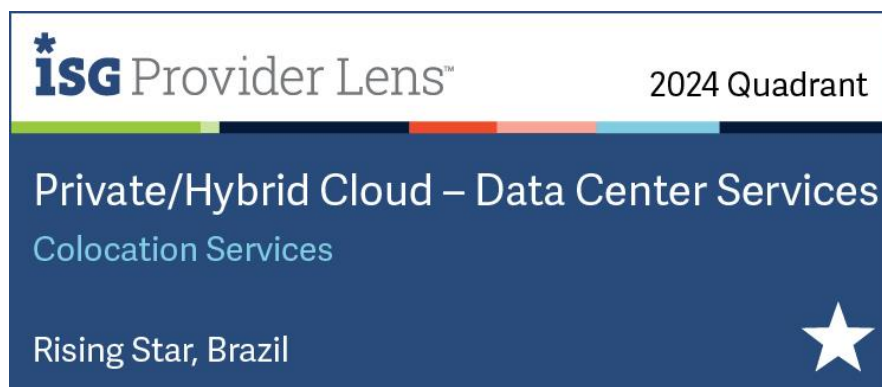 ISG Provider Lens™
2024 Quadrant
Private/Hybrid Cloud – Data Center Services
Colocation Services
Rising Star, Brazil